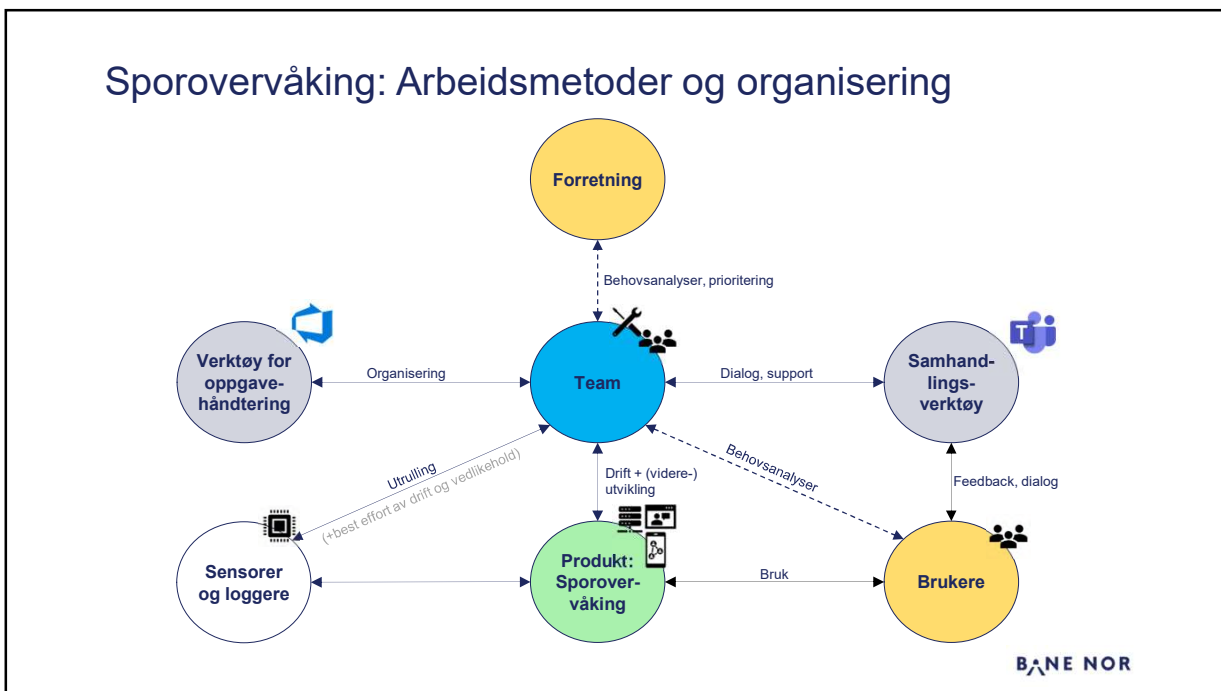 Sporovervåking: Arbeidsmetoder og organisering
Forretning
Behovsanalyser, prioritering
Verktøy for
oppgave-
håndtering
Organisering
Team
Dialog, support
Samhand-
lings-
verktøy
T
Utrulling
(+best effort av drift og vedlikehold)
Drift + (videre-)
utvikling
Behovsanalyser
Feedback, dialog
Sensorer
og loggere
Produkt:
Sporover-
våking
Bruk
Brukere
BANE NOR